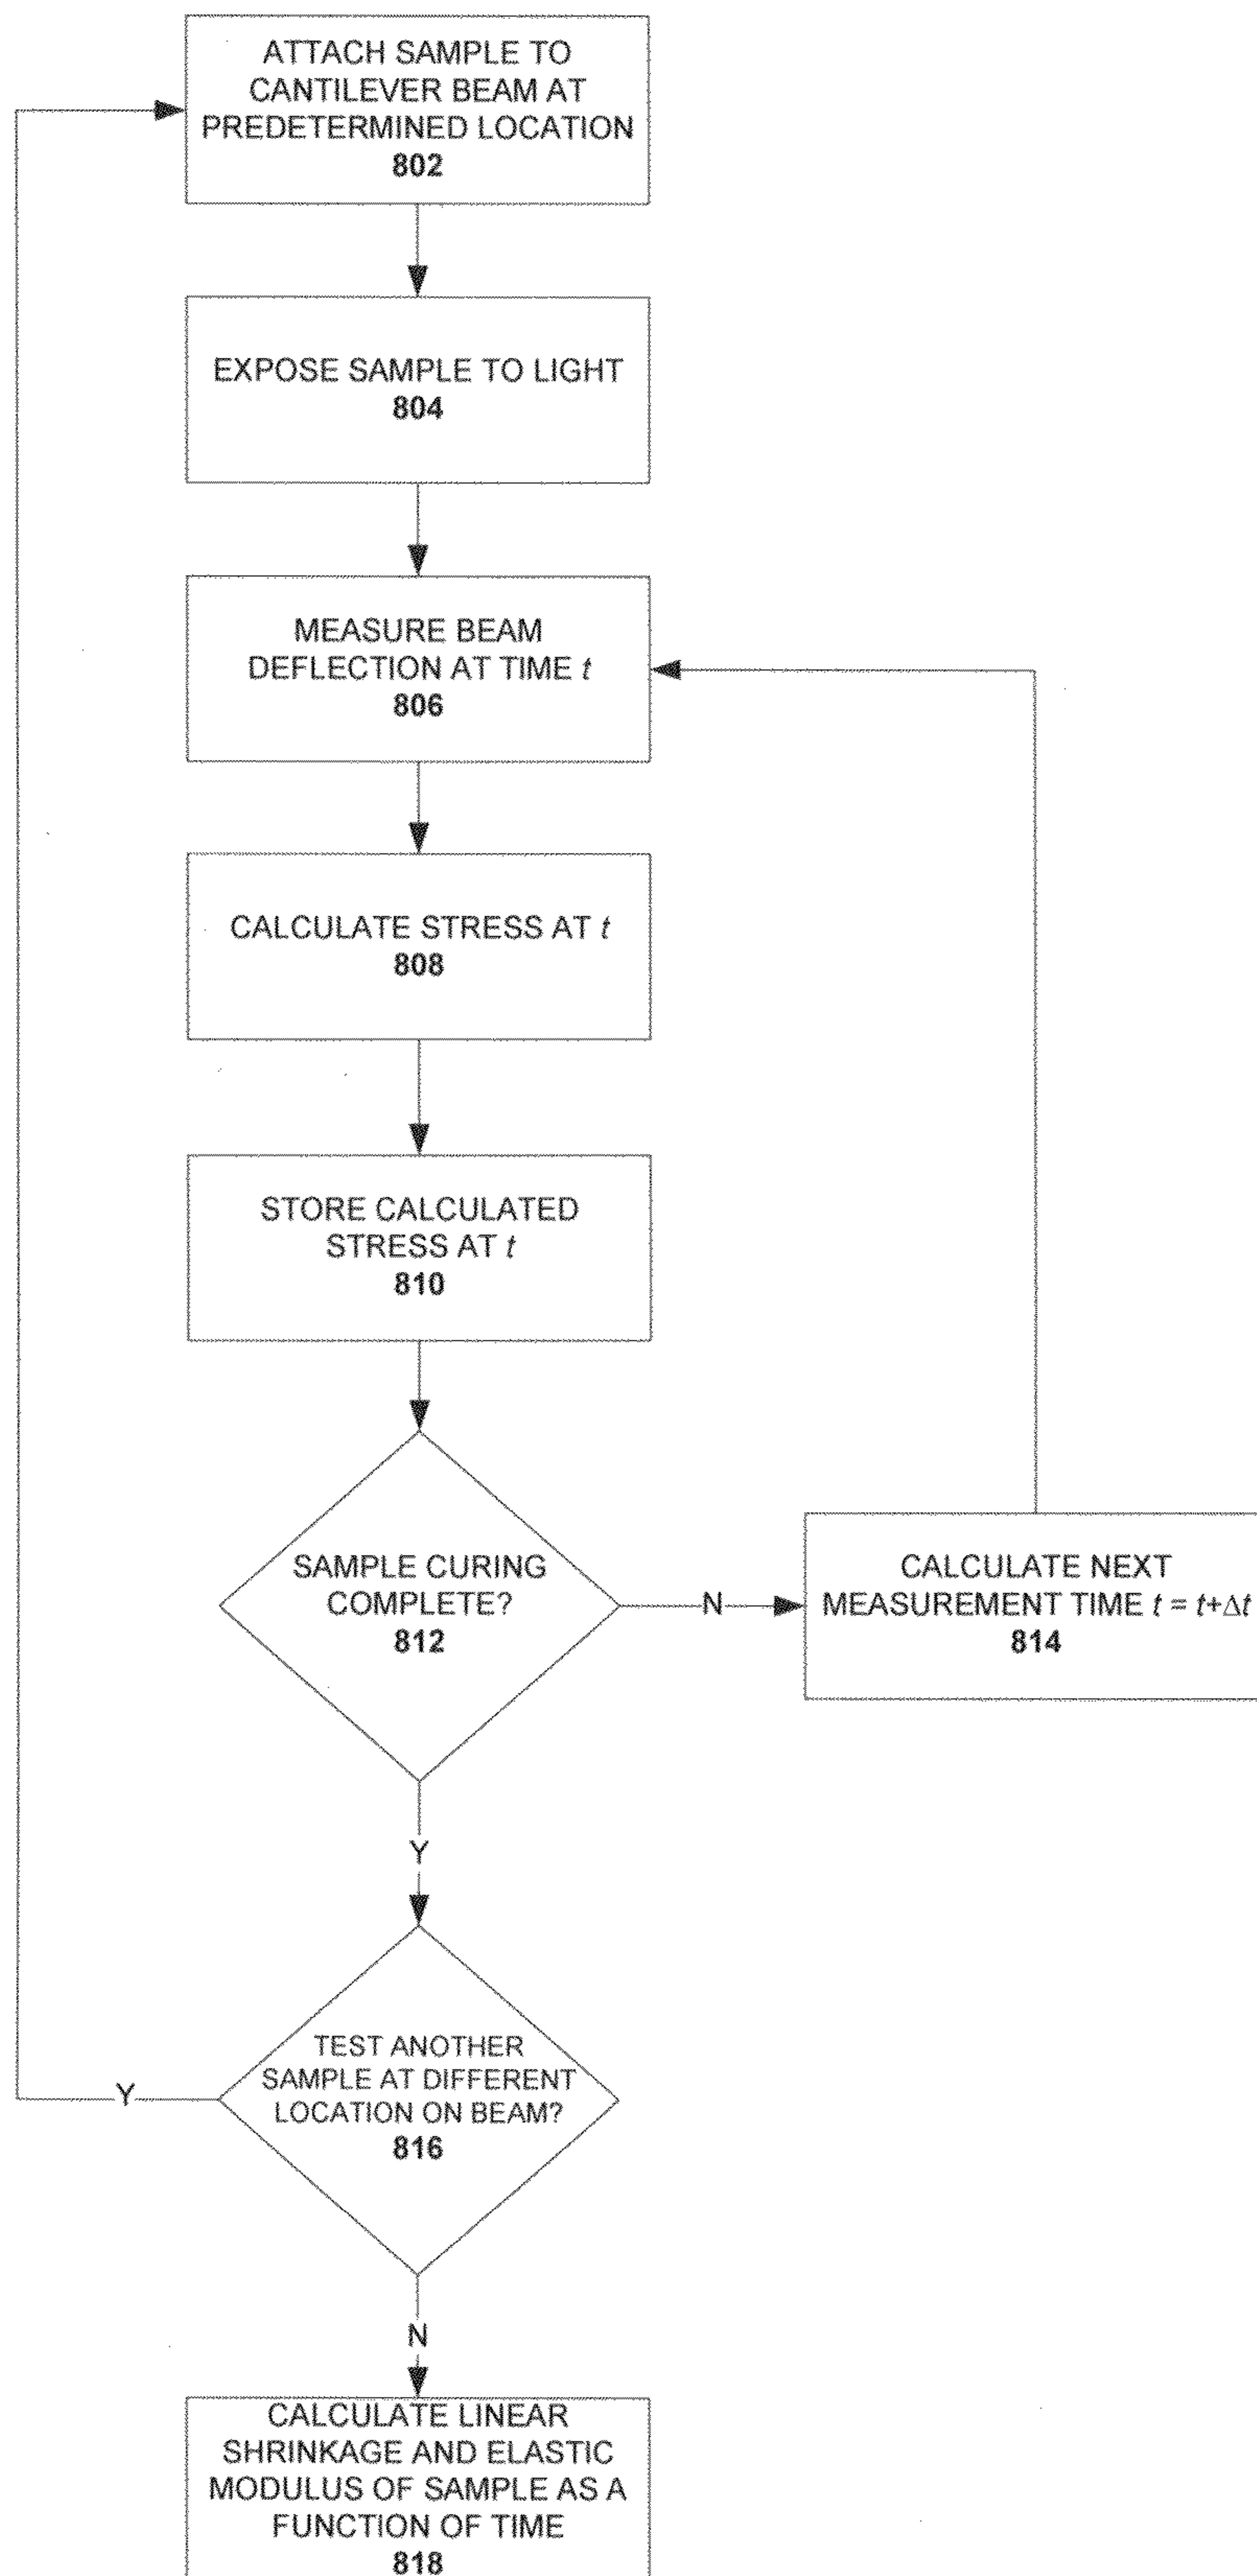 ATTACH SAMPLE TO
CANTILEVER BEAM AT
PREDETERMINED LOCATION
802
EXPOSE SAMPLE TO LIGHT
804
MEASURE BEAM
DEFLECTION AT TIME t
806
CALCULATE STRESS AT t
808
STORE CALCULATED
STRESS AT t
810
SAMPLE CURING
COMPLETE?
812
N
CALCULATE NEXT
MEASUREMENT TIME t = t+Δt
814
Y
TEST ANOTHER
SAMPLE AT DIFFERENT
LOCATION ON BEAM?
816
Y
N
CALCULATE LINEAR
SHRINKAGE AND ELASTIC
MODULUS OF SAMPLE AS A
FUNCTION OF TIME
818